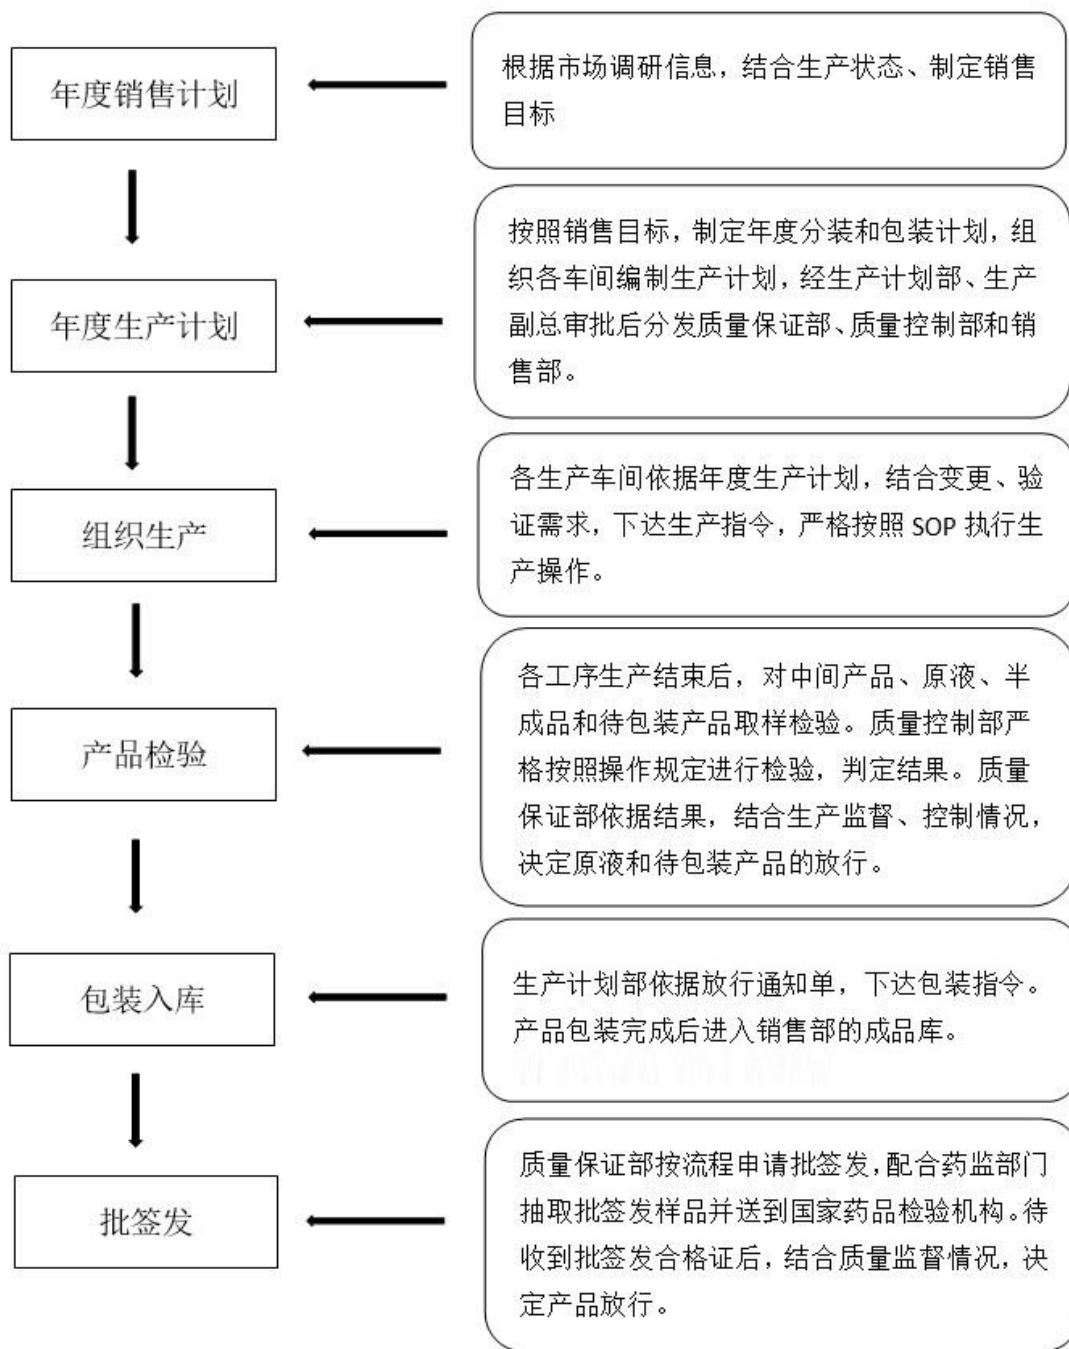 年度销售计划
根据市场调研信息，结合生产状态、制定销售
目标
年度生产计划
按照销售目标，制定年度分装和包装计划，组
织各车间编制生产计划，经生产计划部、生产
副总审批后分发质量保证部、质量控制部和销
售部。
组织生产
各生产车间依据年度生产计划，结合变更、验
证需求，下达生产指令，严格按照 SOP 执行生
产操作。
产品检验
各工序生产结束后，对中间产品、原液、半
成品和待包装产品取样检验。质量控制部严
格按照操作规定进行检验，判定结果。质量
保证部依据结果，结合生产监督、控制情况，
决定原液和待包装产品的放行。
包装入库
生产计划部依据放行通知单，下达包装指令。
产品包装完成后进入销售部的成品库。
批签发
质量保证部按流程申请批签发，配合药监部门
抽取批签发样品并送到国家药品检验机构。待
收到批签发合格证后，结合质量监督情况，决
定产品放行。